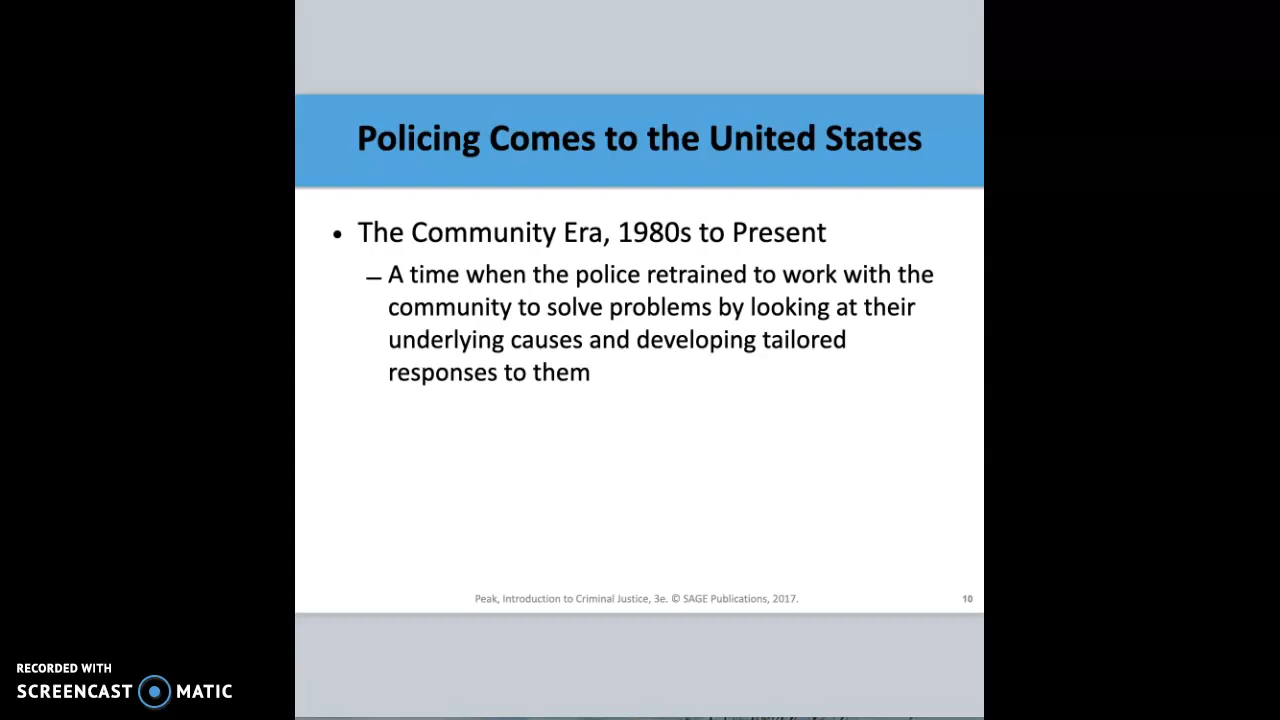 Policing Comes to the United States
• The Community Era, 1980s to Present
– A time when the police retrained to work with the
community to solve problems by looking at their
underlying causes and developing tailored
responses to them
Peak, Introduction to Criminal Justice, 3e. © SAGE Publications, 2017.
10
RECORDED WITH
SCREENCAST MATIC